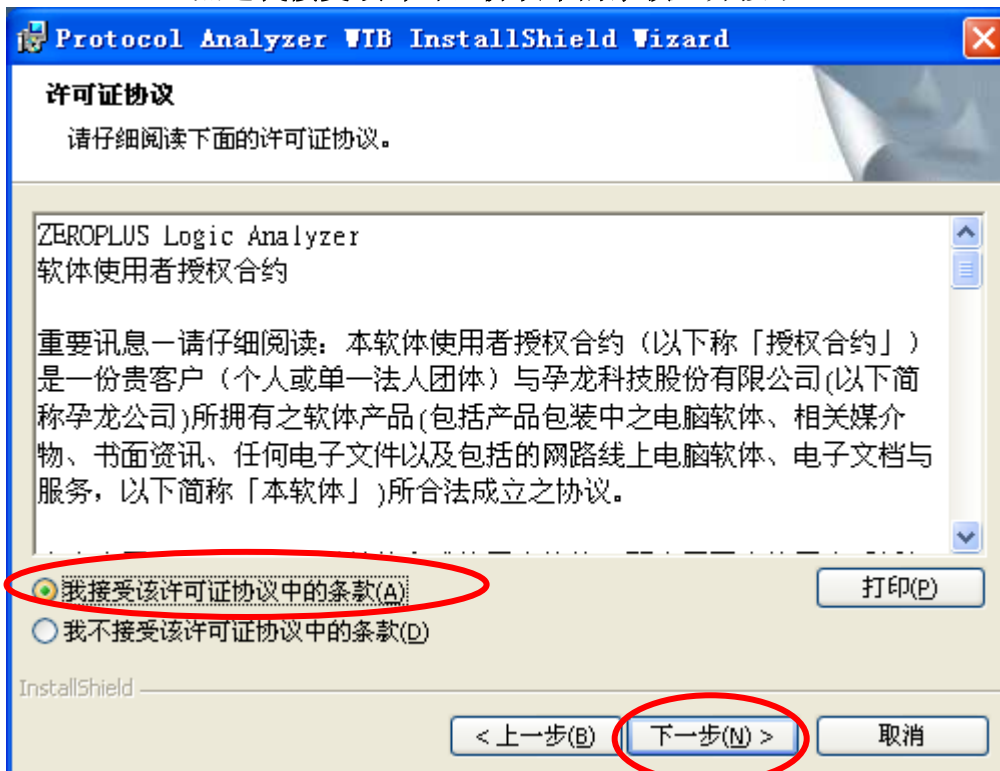 Protocol Analyzer WTB InstallShield Wizard
许可证协议
请仔细阅读下面的许可证协议。
ZEROPLUS Logic Analyzer
软体使用者授权合约
重要讯息—请仔细阅读：本软体使用者授权合约（以下称「授权合约」）
是一份贵客户（个人或单一法人团体）与孕龙科技股份有限公司(以下简
称孕龙公司)所拥有之软体产品(包括产品包装中之电脑软体、相关媒介
物、书面资讯、任何电子文件以及包括的网路线上电脑软体、电子文档与
服务，以下简称「本软体」)所合法成立之协议。
我接受该许可证协议中的条款(A)
打印(P)
我不接受该许可证协议中的条款(D)
InstallShield
< 上一步(B)
下一步(N) >
取消